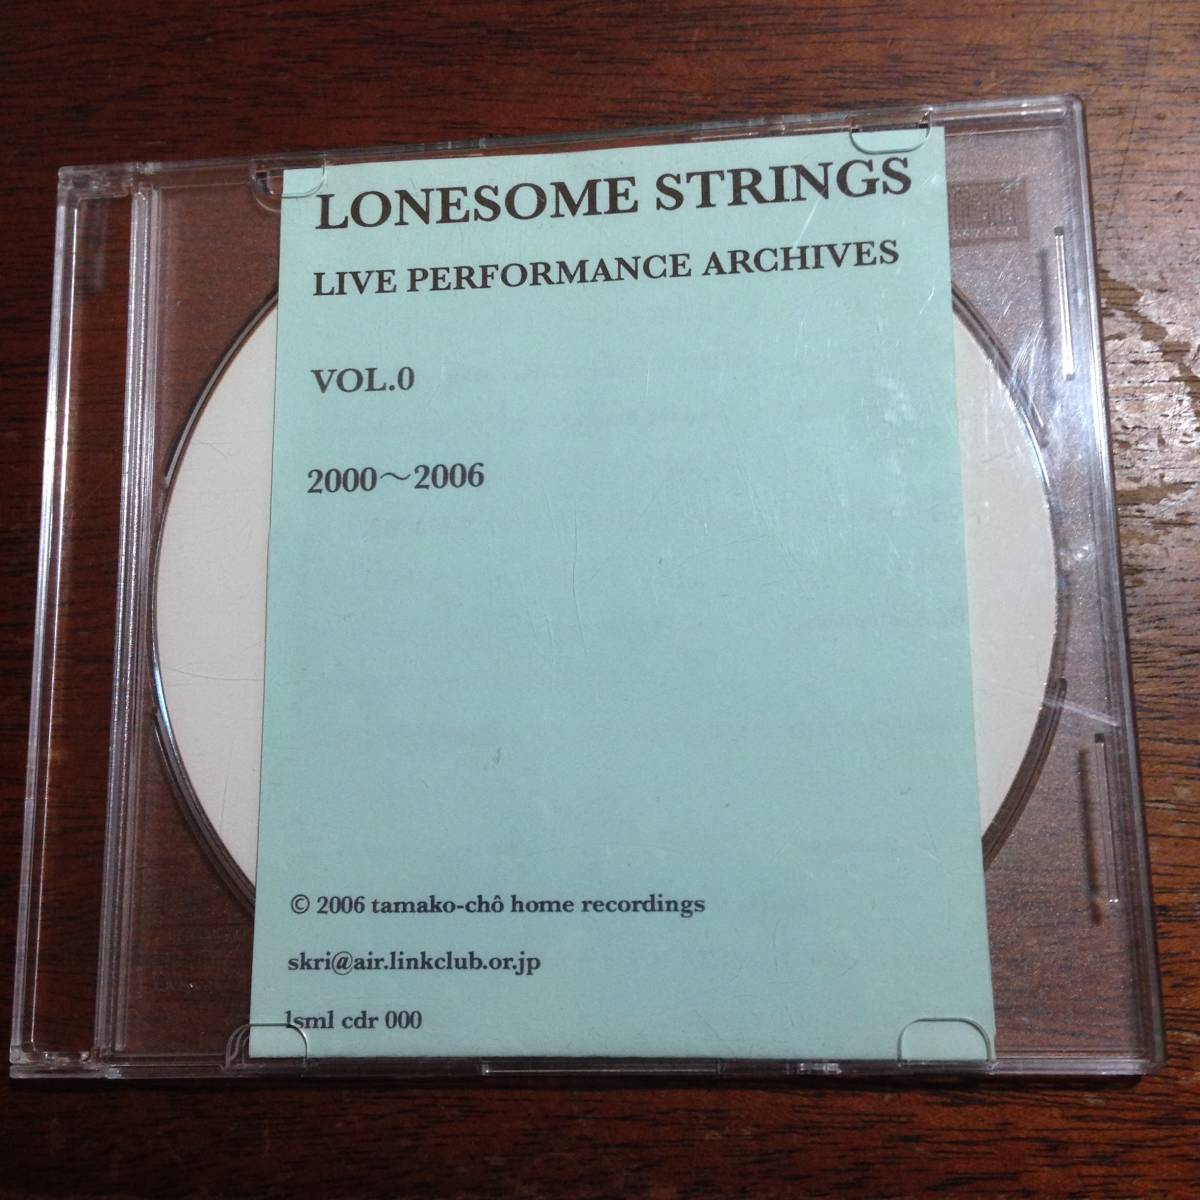 LONESOME STRINGS
LIVE PERFORMANCE ARCHIVES
VOL.0
2000〜2006
© 2006 tamako-chô home recordings
skri@air.linkclub.or.jp
lsml cdr 000